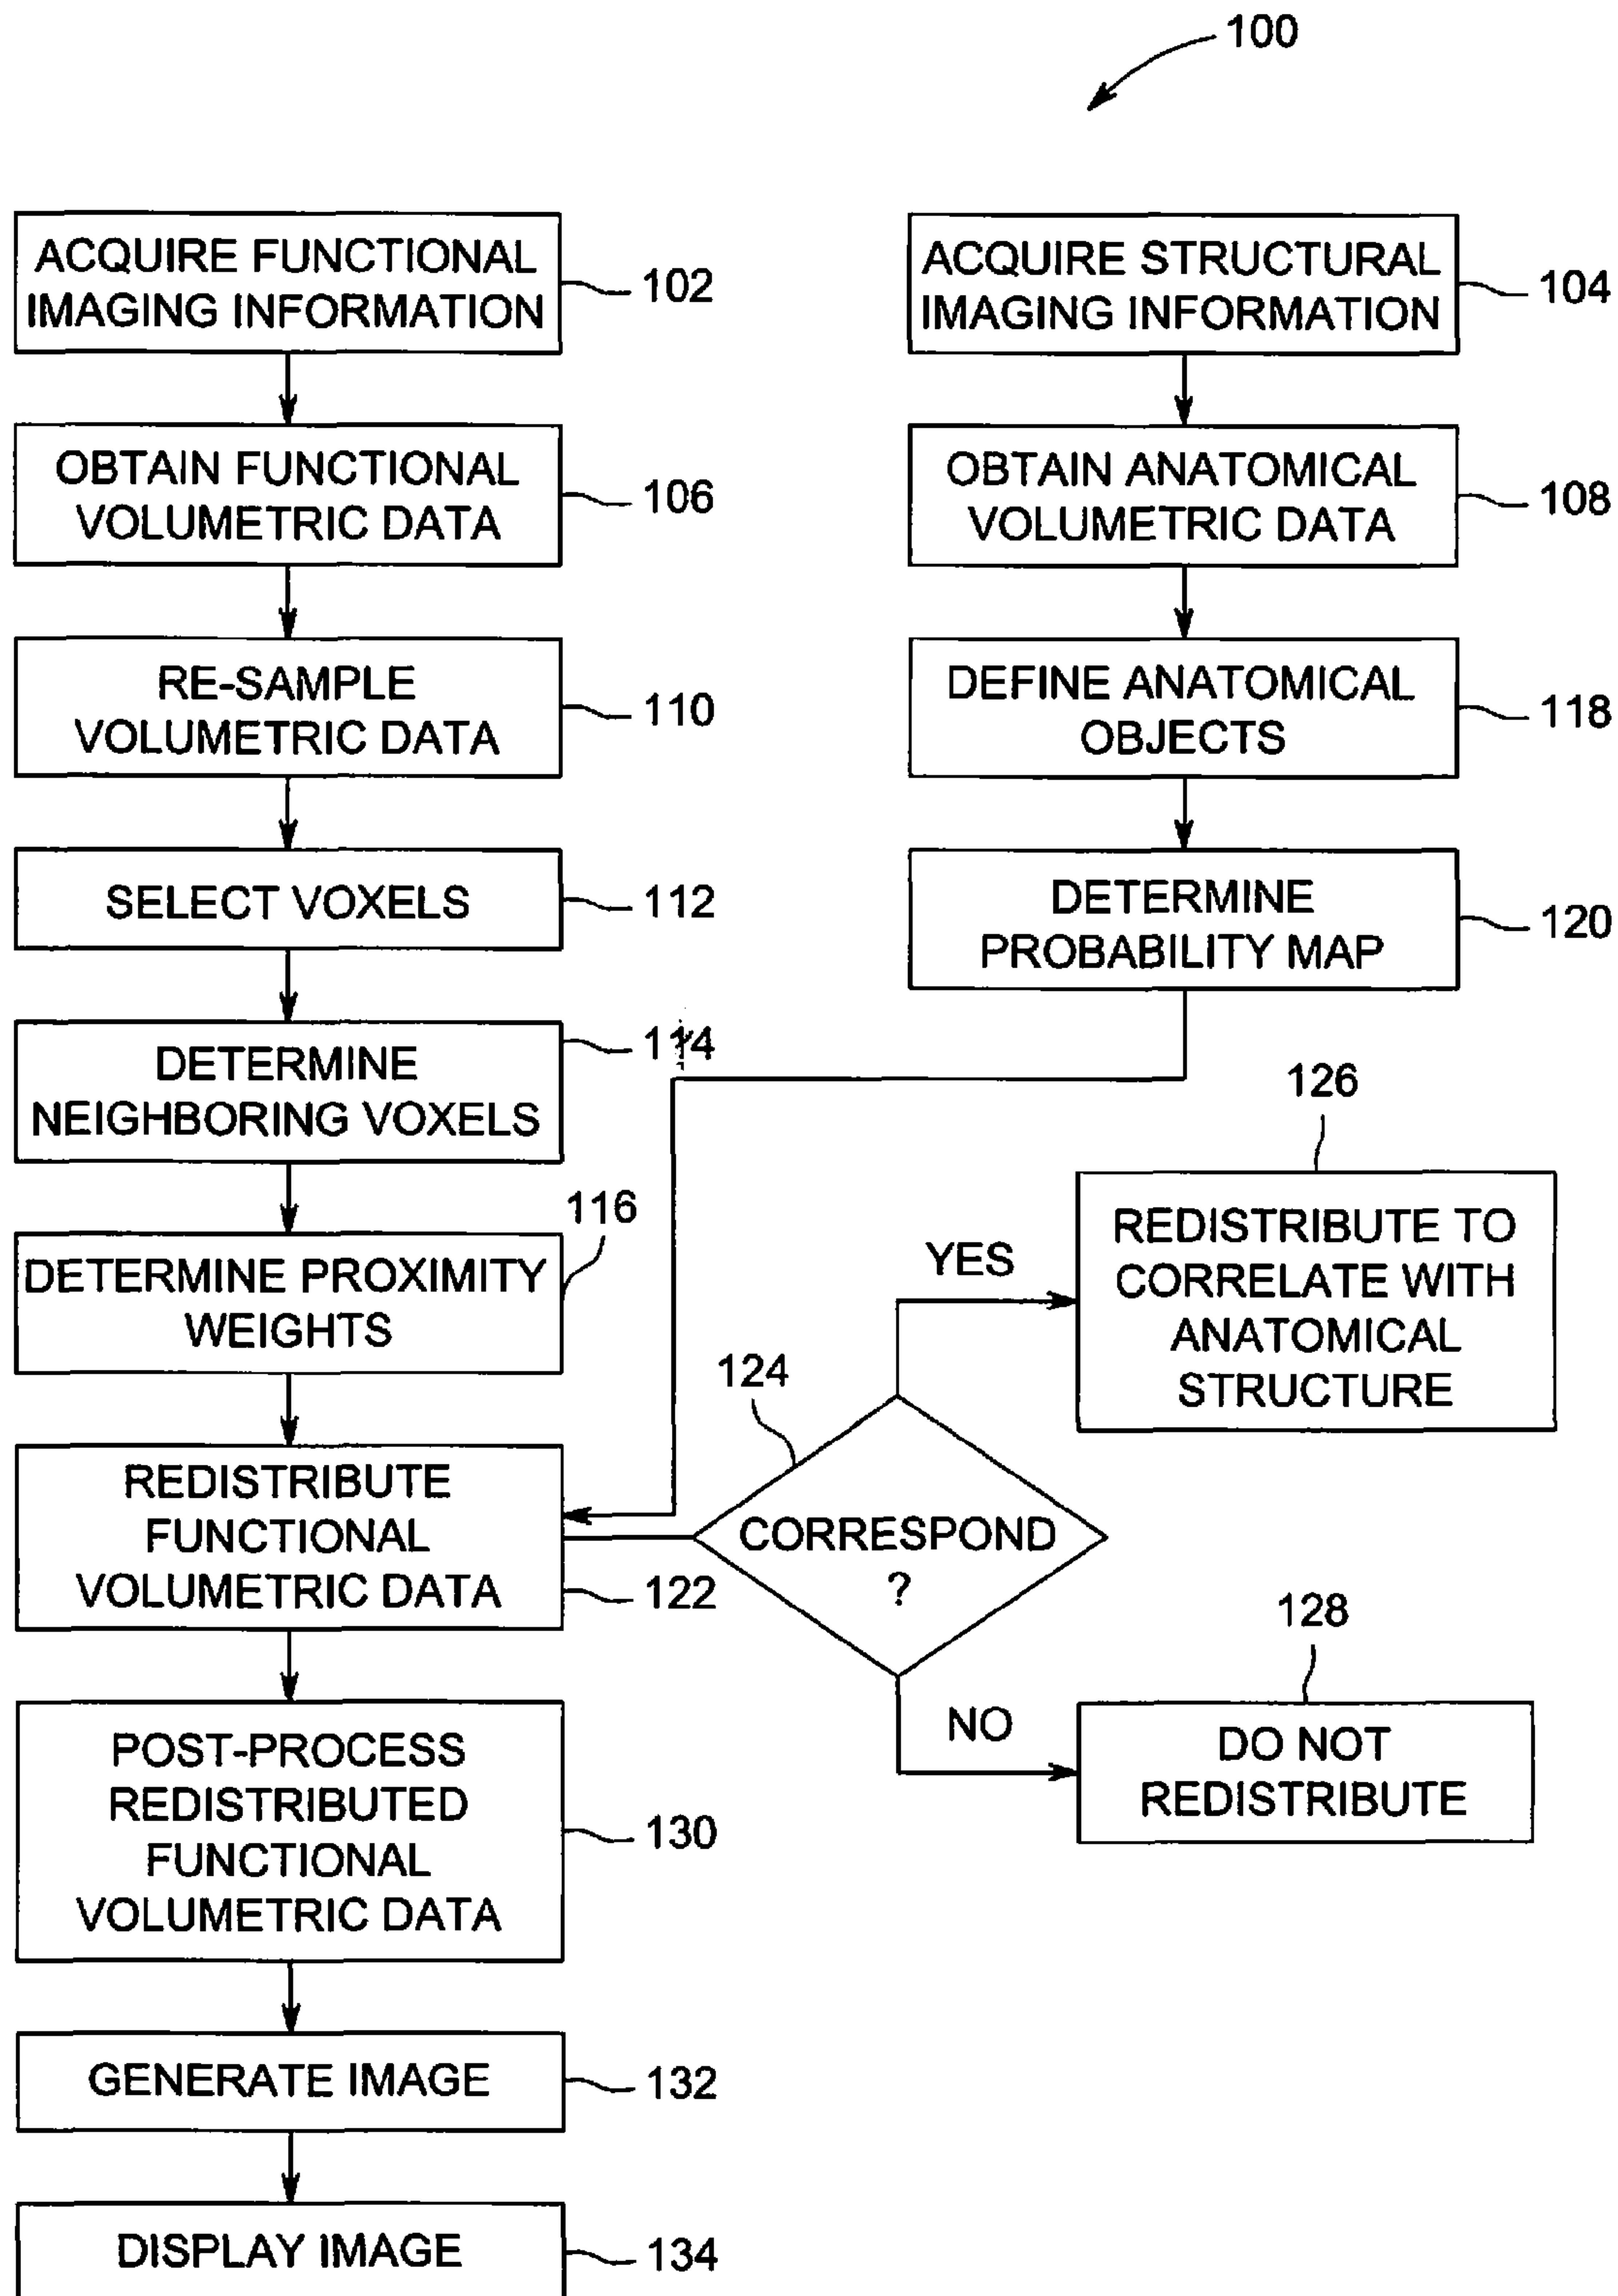 100
ACQUIRE FUNCTIONAL
IMAGING INFORMATION
102
ACQUIRE STRUCTURAL
IMAGING INFORMATION
104
OBTAIN FUNCTIONAL
VOLUMETRIC DATA
106
OBTAIN ANATOMICAL
VOLUMETRIC DATA
108
RE-SAMPLE
VOLUMETRIC DATA
110
DEFINE ANATOMICAL
OBJECTS
118
SELECT VOXELS
112
DETERMINE
PROBABILITY MAP
120
DETERMINE
NEIGHBORING VOXELS
114
126
REDISTRIBUTE TO
CORRELATE WITH
ANATOMICAL
STRUCTURE
YES
116
DETERMINE PROXIMITY
WEIGHTS
124
CORRESPOND
?
REDISTRIBUTE
FUNCTIONAL
VOLUMETRIC DATA
122
128
NO
DO NOT
REDISTRIBUTE
POST-PROCESS
REDISTRIBUTED
FUNCTIONAL
VOLUMETRIC DATA
130
GENERATE IMAGE
132
DISPLAY IMAGE
134